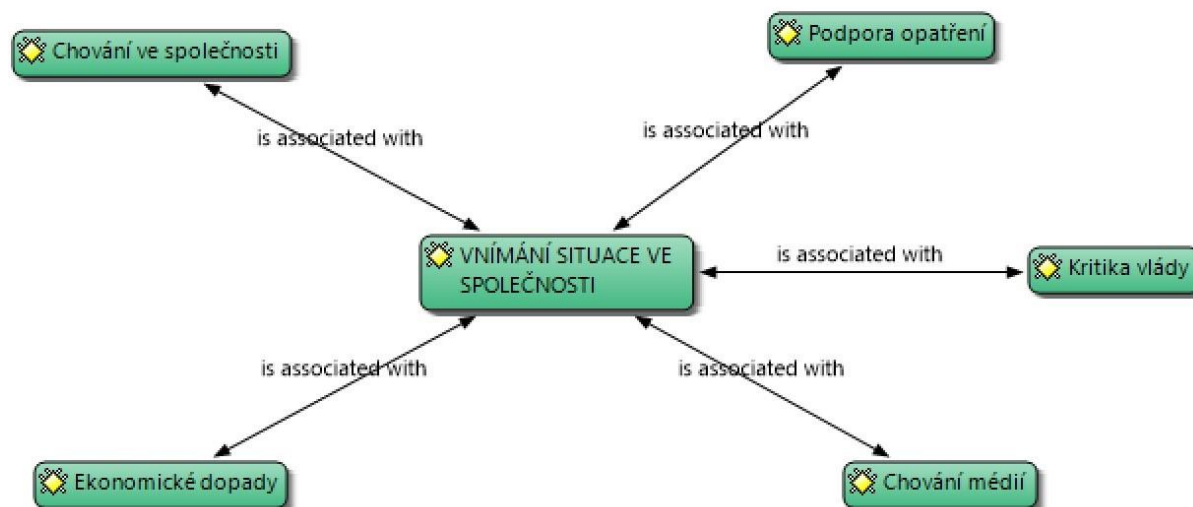 Chování ve společnosti
Podpora opatření
is associated with
is associated with
VNÍMÁNÍ SITUACE VE
SPOLEČNOSTI
is associated with
Kritika vlády
is associated with
is associated with
Ekonomické dopady
Chování médií